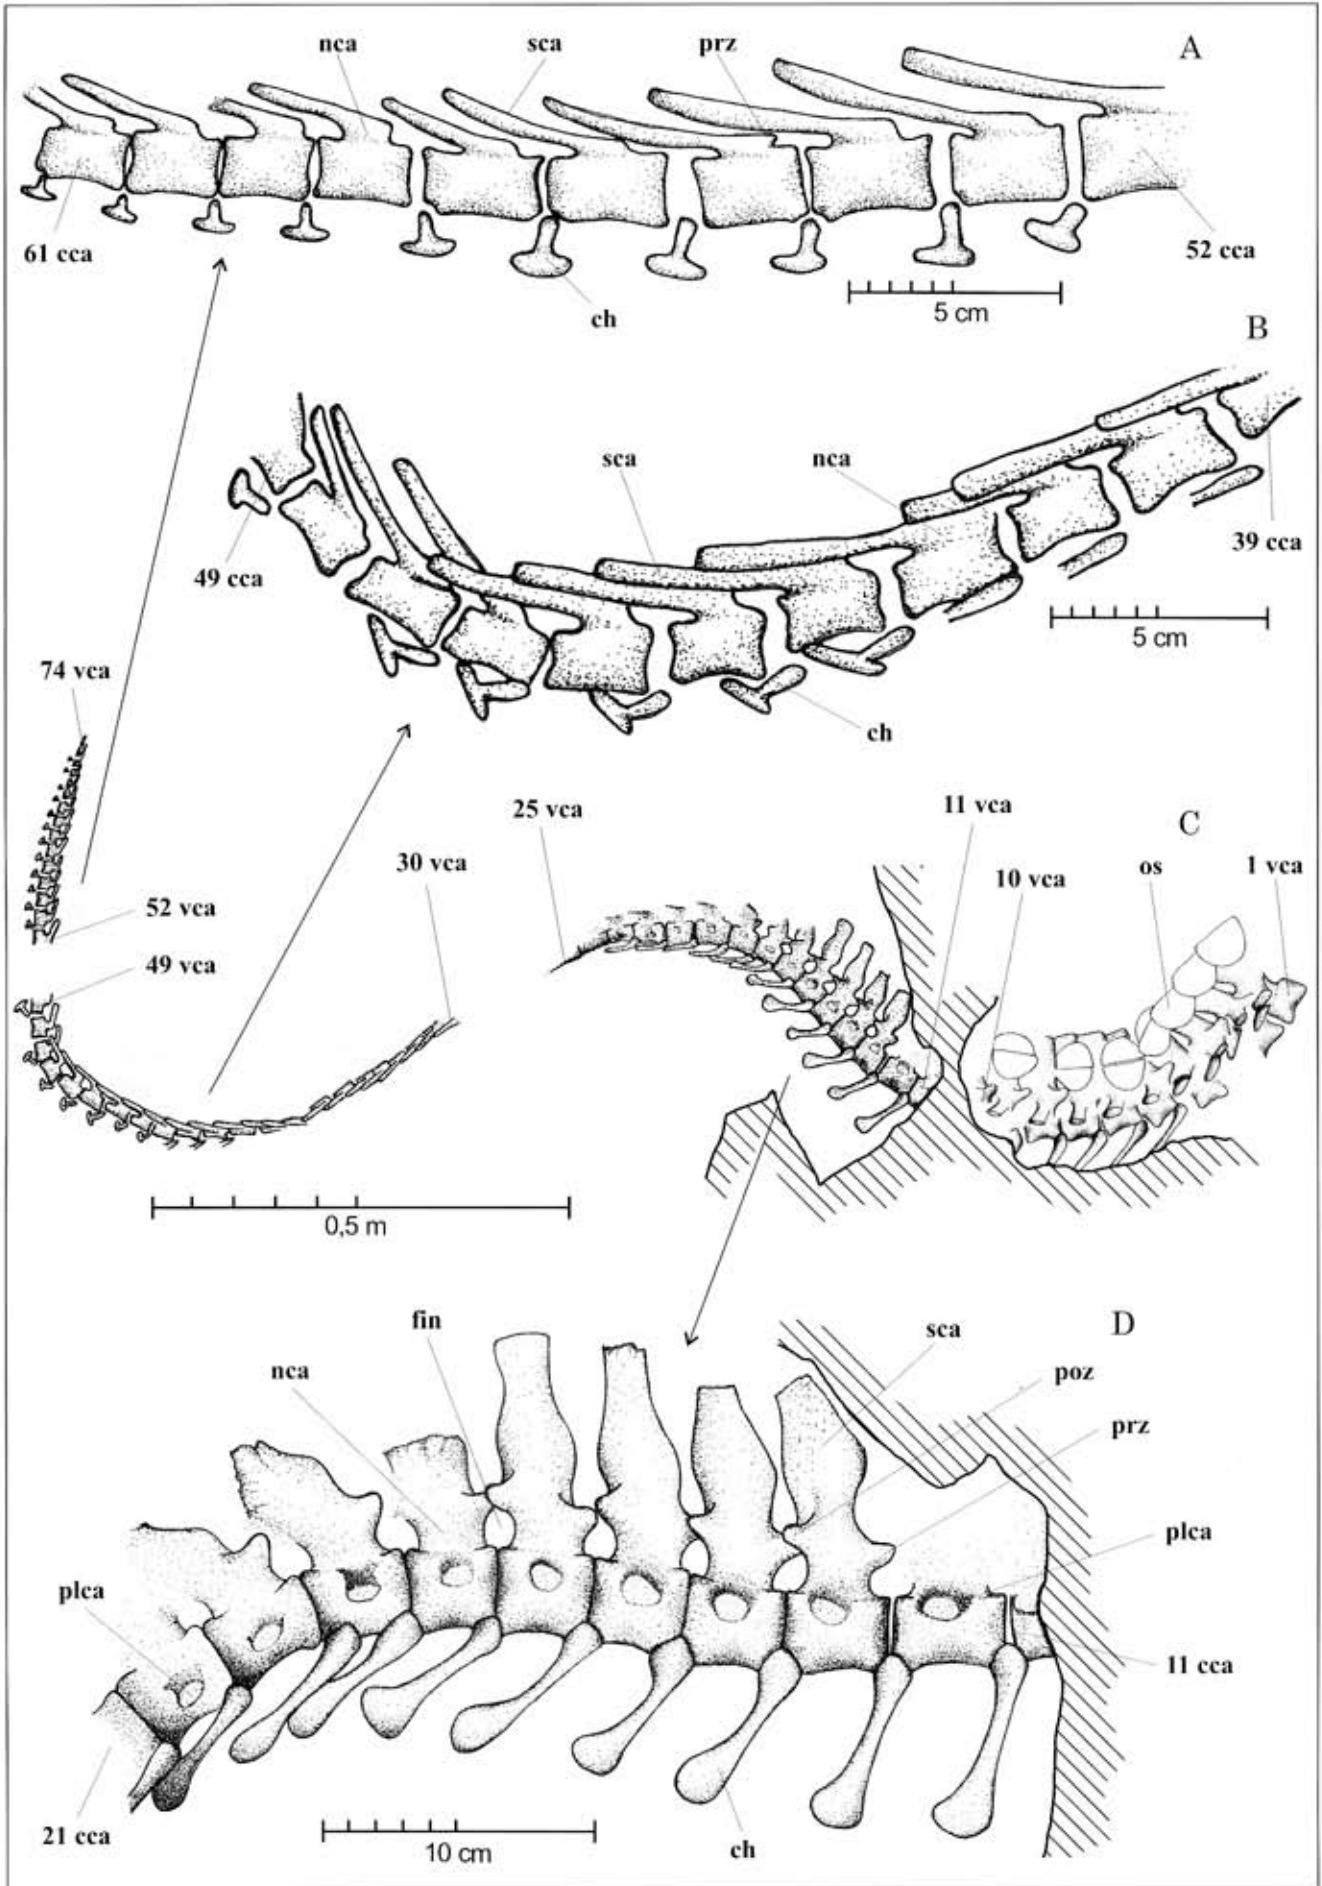 A
nca
sca
prz
61 cca
52 cca
ch
5 cm
B
sca
nca
49 cca
39 cca
5 cm
ch
74 vca
25 vca
11 vca
C
30 vca
10 vca
os
1 vca
52 vca
49 vca
0,5 m
fin
sca
D
nca
poz
prz
plca
plca
11 cca
21 cca
10 cm
ch